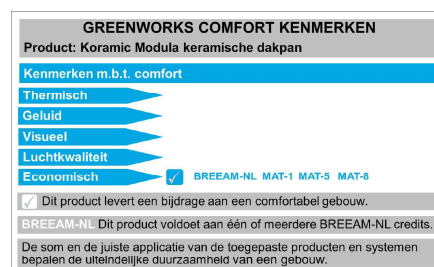 GREENWORKS COMFORT KENMERKEN
Product: Koramic Modula keramische dakpan
Kenmerken m.b.t. comfort
Thermisch
Geluid
Visueel
Luchtkwaliteit
Economisch BREEAM-NL MAT-1 MAT-5 MAT-8
Dit product levert een bijdrage aan een comfortabel gebouw.
BREEAM-NL Dit product voldoet aan één of meerdere BREEAM-NL credits.
De som en de juiste applicatie van de toegepaste producten en systemen
bepalen de uiteindelijke duurzaamheid van een gebouw.